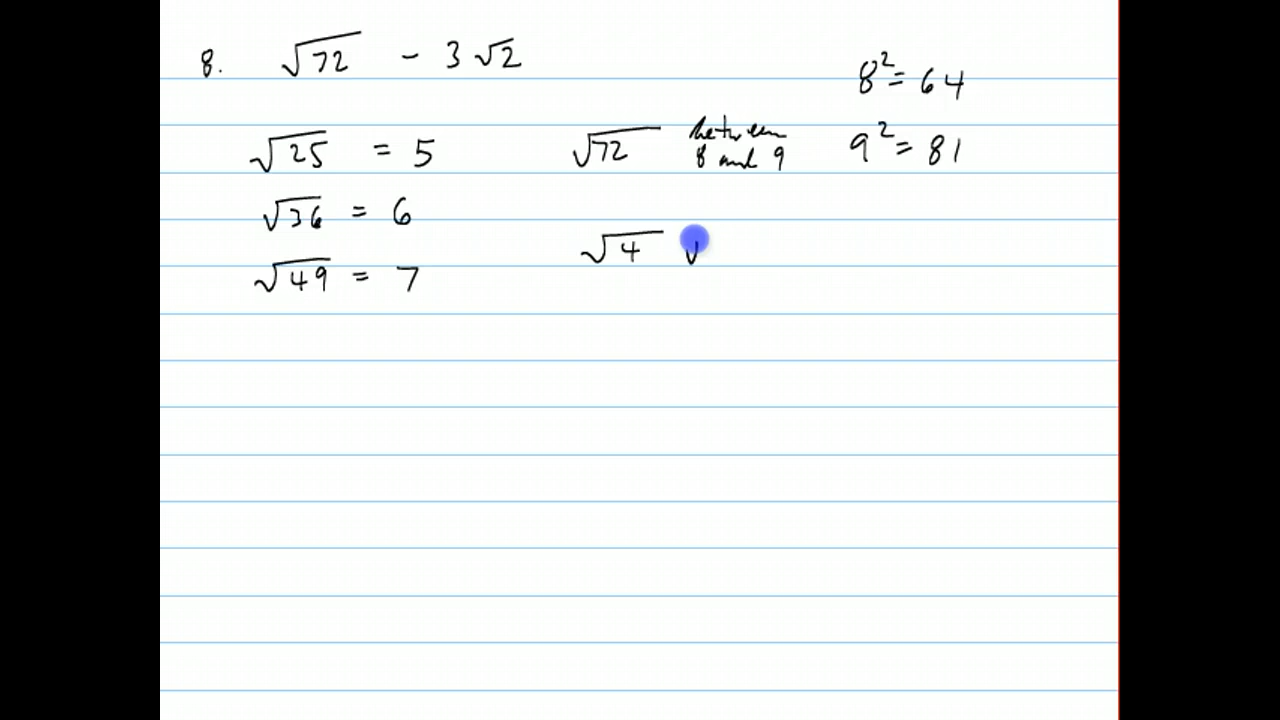 8. √72 - 3√2
8² = 64
√25 = 5
√72 between 8 and 9
9² = 81
√36 = 6
√4 √
√49 = 7